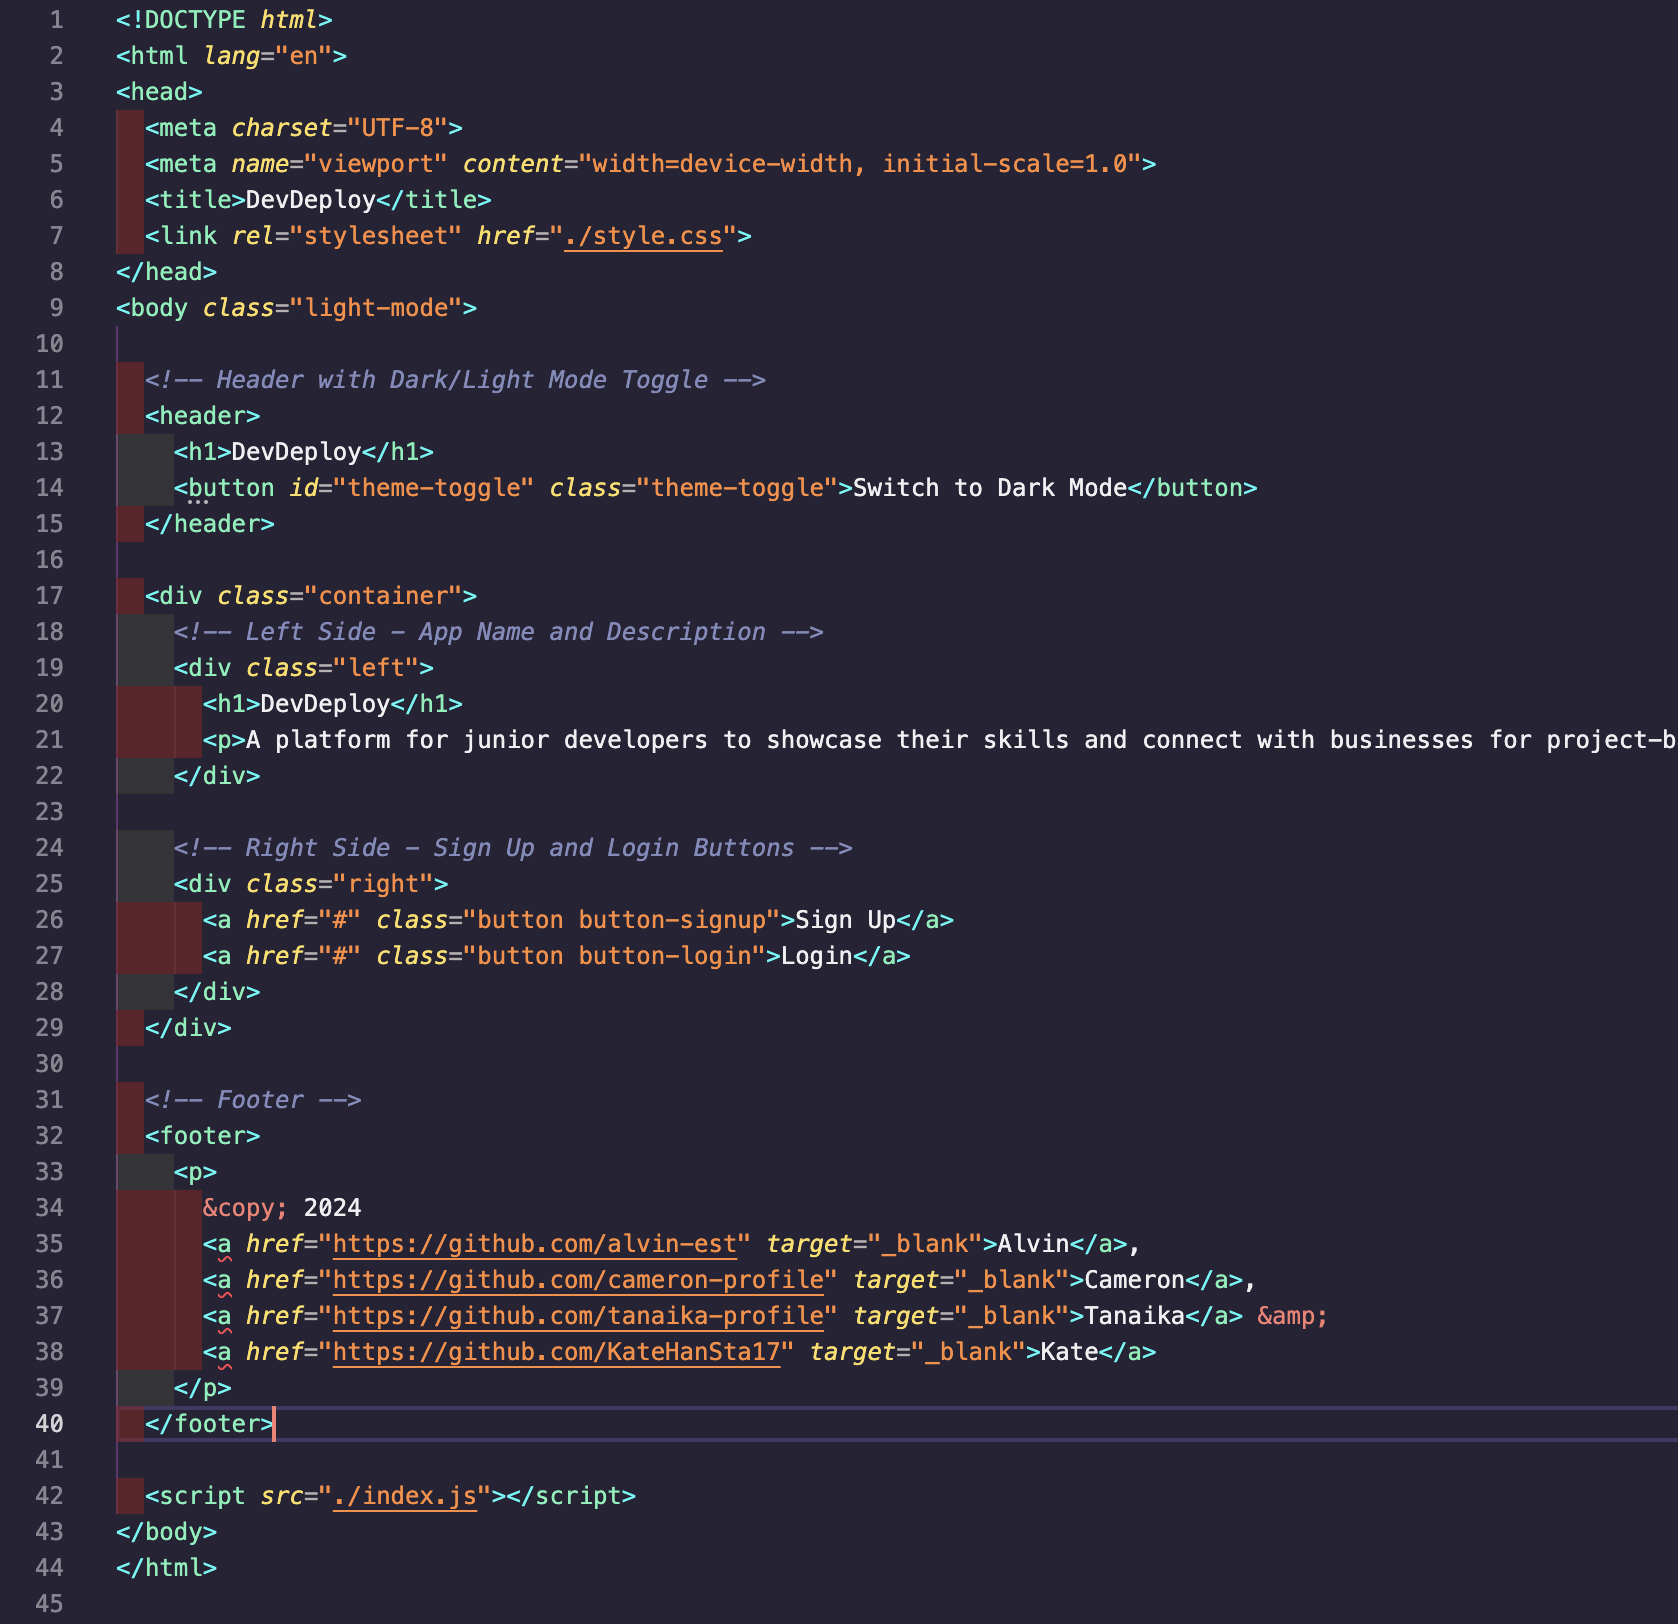 1 <!DOCTYPE html>
2 <html lang="en">
3 <head>
4 <meta charset="UTF-8">
5 <meta name="viewport" content="width=device-width, initial-scale=1.0">
6 <title>DevDeploy</title>
7 <link rel="stylesheet" href="./style.css">
8 </head>
9 <body class="light-mode">
10
11 <!-- Header with Dark/Light Mode Toggle -->
12 <header>
13 <h1>DevDeploy</h1>
14 <button id="theme-toggle" class="theme-toggle">Switch to Dark Mode</button>
15 </header>
16
17 <div class="container">
18 <!-- Left Side - App Name and Description -->
19 <div class="left">
20 <h1>DevDeploy</h1>
21 <p>A platform for junior developers to showcase their skills and connect with businesses for project-b
22 </div>
23
24 <!-- Right Side - Sign Up and Login Buttons -->
25 <div class="right">
26 <a href="#" class="button button-signup">Sign Up</a>
27 <a href="#" class="button button-login">Login</a>
28 </div>
29 </div>
30
31 <!-- Footer -->
32 <footer>
33 <p>
34 &copy; 2024
35 <a href="https://github.com/alvin-est" target="_blank">Alvin</a>,
36 <a href="https://github.com/cameron-profile" target="_blank">Cameron</a>,
37 <a href="https://github.com/tanaika-profile" target="_blank">Tanaika</a> &amp;
38 <a href="https://github.com/KateHanSta17" target="_blank">Kate</a>
39 </p>
40 </footer>
41
42 <script src="./index.js"></script>
43 </body>
44 </html>
45